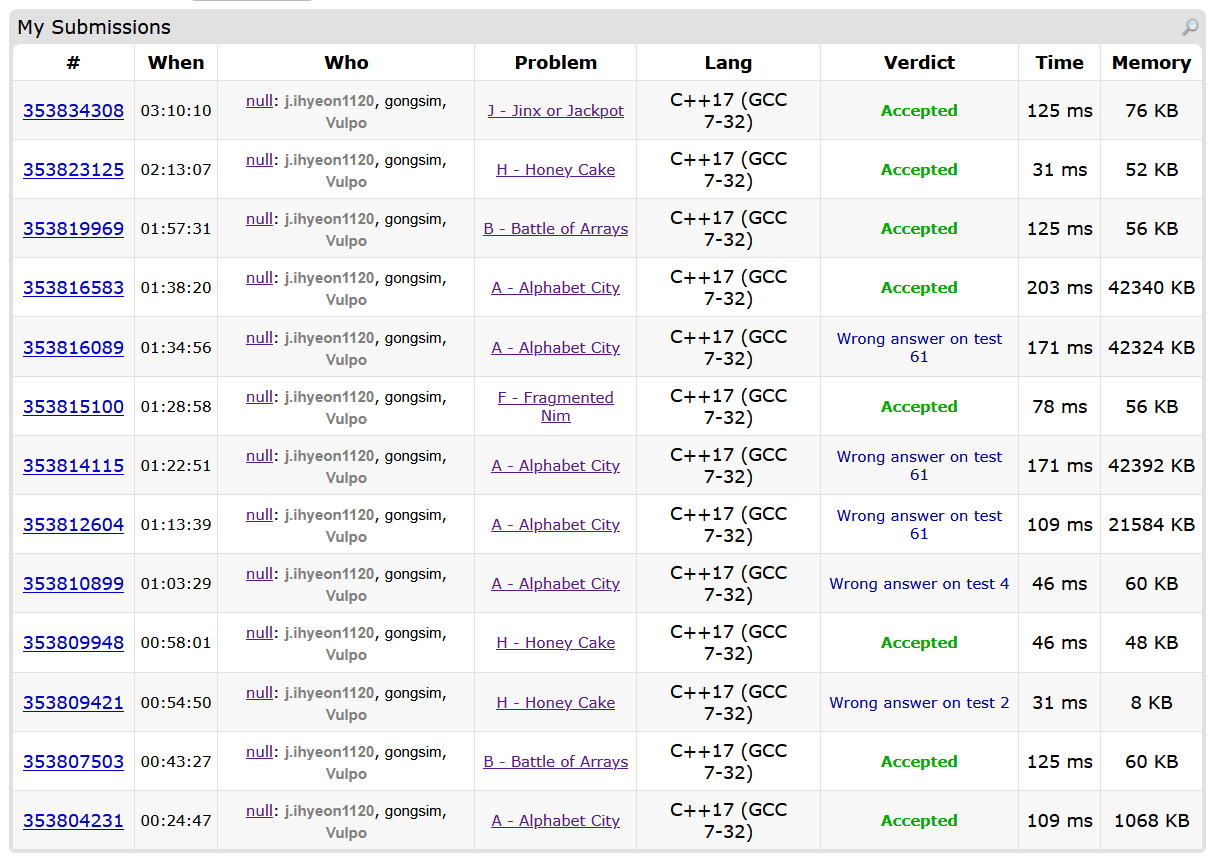 My Submissions
# When Who Problem Lang Verdict Time Memory
353834308 03:10:10 null: j.ihyeon1120, gongsim, Vulpo J - Jinx or Jackpot C++17 (GCC 7-32) Accepted 125 ms 76 KB
353823125 02:13:07 null: j.ihyeon1120, gongsim, Vulpo H - Honey Cake C++17 (GCC 7-32) Accepted 31 ms 52 KB
353819969 01:57:31 null: j.ihyeon1120, gongsim, Vulpo B - Battle of Arrays C++17 (GCC 7-32) Accepted 125 ms 56 KB
353816583 01:38:20 null: j.ihyeon1120, gongsim, Vulpo A - Alphabet City C++17 (GCC 7-32) Accepted 203 ms 42340 KB
353816089 01:34:56 null: j.ihyeon1120, gongsim, Vulpo A - Alphabet City C++17 (GCC 7-32) Wrong answer on test 61 171 ms 42324 KB
353815100 01:28:58 null: j.ihyeon1120, gongsim, Vulpo F - Fragmented Nim C++17 (GCC 7-32) Accepted 78 ms 56 KB
353814115 01:22:51 null: j.ihyeon1120, gongsim, Vulpo A - Alphabet City C++17 (GCC 7-32) Wrong answer on test 61 171 ms 42392 KB
353812604 01:13:39 null: j.ihyeon1120, gongsim, Vulpo A - Alphabet City C++17 (GCC 7-32) Wrong answer on test 61 109 ms 21584 KB
353810899 01:03:29 null: j.ihyeon1120, gongsim, Vulpo A - Alphabet City C++17 (GCC 7-32) Wrong answer on test 4 46 ms 60 KB
353809948 00:58:01 null: j.ihyeon1120, gongsim, Vulpo H - Honey Cake C++17 (GCC 7-32) Accepted 46 ms 48 KB
353809421 00:54:50 null: j.ihyeon1120, gongsim, Vulpo H - Honey Cake C++17 (GCC 7-32) Wrong answer on test 2 31 ms 8 KB
353807503 00:43:27 null: j.ihyeon1120, gongsim, Vulpo B - Battle of Arrays C++17 (GCC 7-32) Accepted 125 ms 60 KB
353804231 00:24:47 null: j.ihyeon1120, gongsim, Vulpo A - Alphabet City C++17 (GCC 7-32) Accepted 109 ms 1068 KB